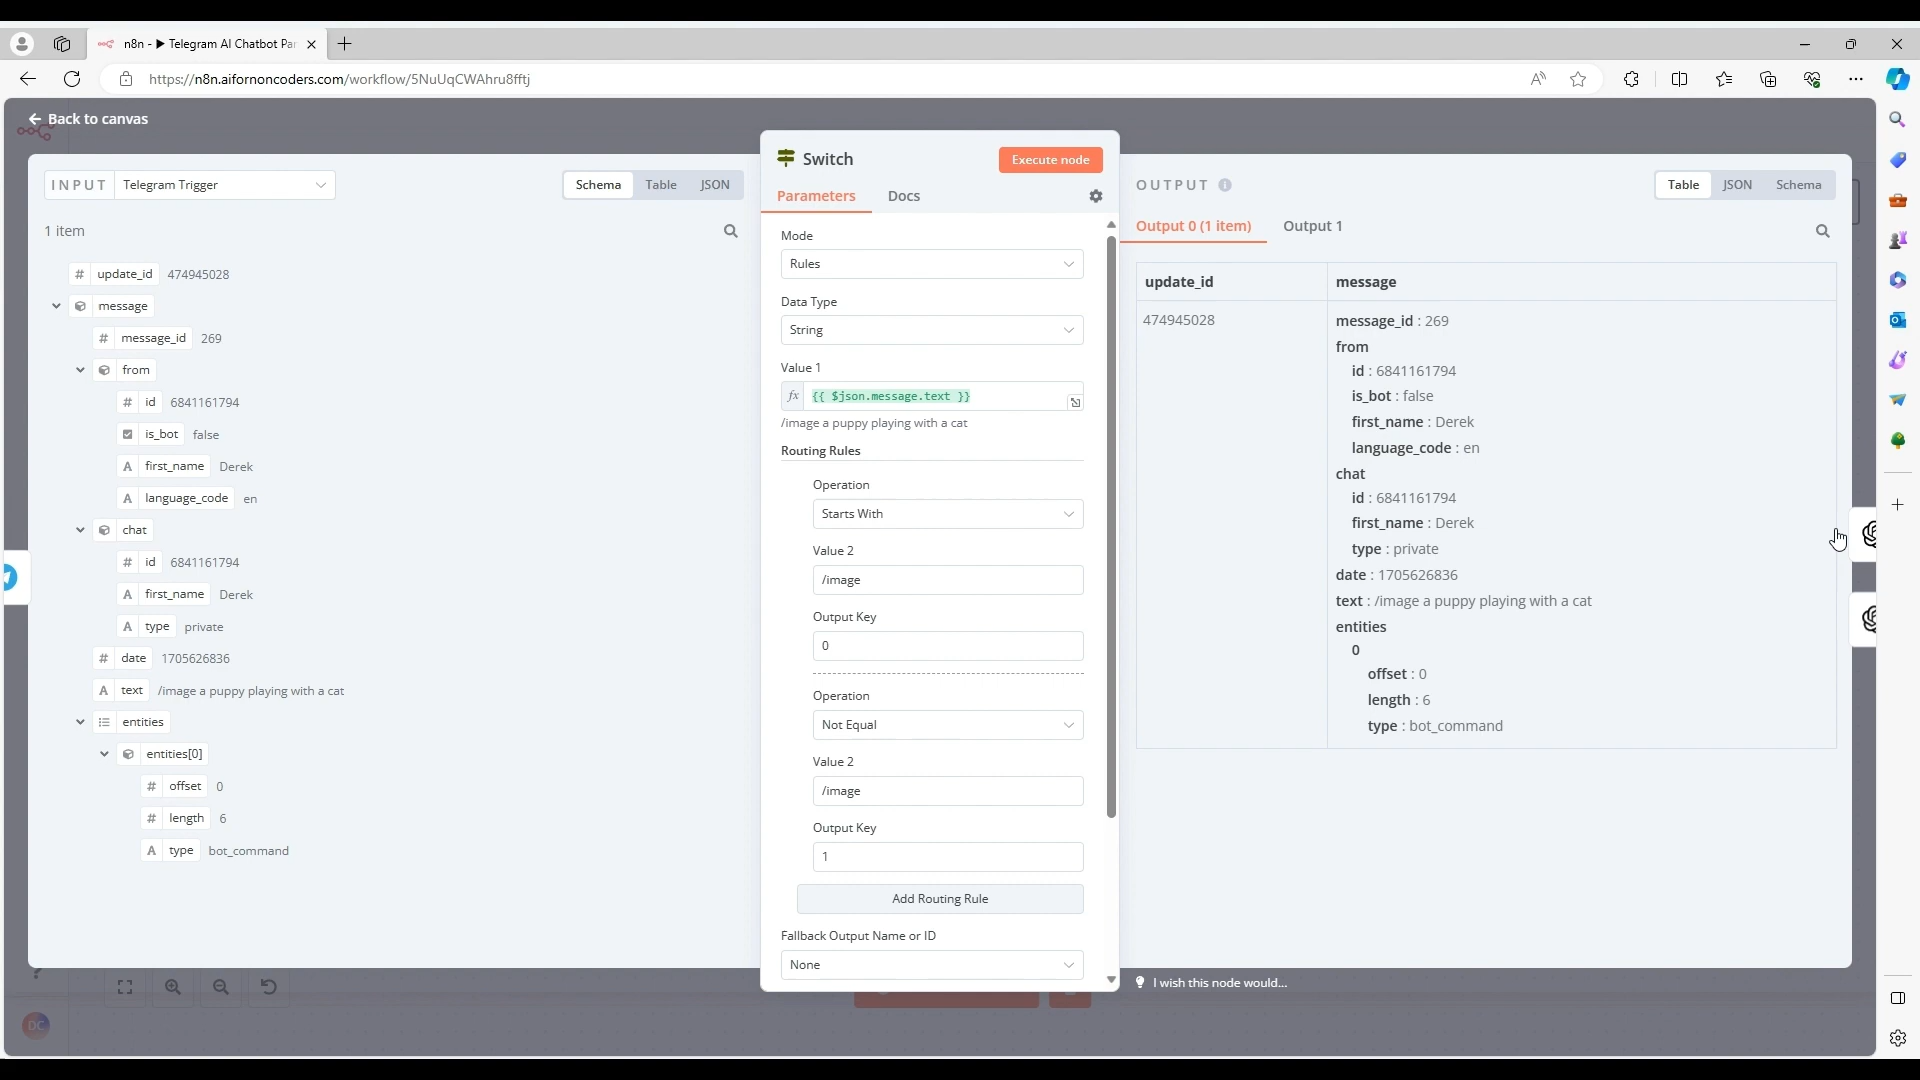 n8n - ▶ Telegram AI Chatbot Par
https://n8n.aifornoncoders.com/workflow/5NuUqCWAhru8fftj
Back to canvas
INPUT
Telegram Trigger
Schema
Table
JSON
1 item
# update_id 474945028
message
# message_id 269
from
# id 6841161794
is_bot false
A first_name Derek
A language_code en
chat
# id 6841161794
A first_name Derek
A type private
# date 1705626836
A text /image a puppy playing with a cat
entities
entities[0]
# offset 0
# length 6
A type bot_command
Switch
Execute node
Parameters
Docs
Mode
Rules
Data Type
String
Value 1
fx {{ $json.message.text }}
/image a puppy playing with a cat
Routing Rules
Operation
Starts With
Value 2
/image
Output Key
0
Operation
Not Equal
Value 2
/image
Output Key
1
Add Routing Rule
Fallback Output Name or ID
None
OUTPUT
Table
JSON
Schema
Output 0 (1 item)
Output 1
update_id
message
474945028
message_id : 269
from
id : 6841161794
is_bot : false
first_name : Derek
language_code : en
chat
id : 6841161794
first_name : Derek
type : private
date : 1705626836
text : /image a puppy playing with a cat
entities
0
offset : 0
length : 6
type : bot_command
I wish this node would...
DC